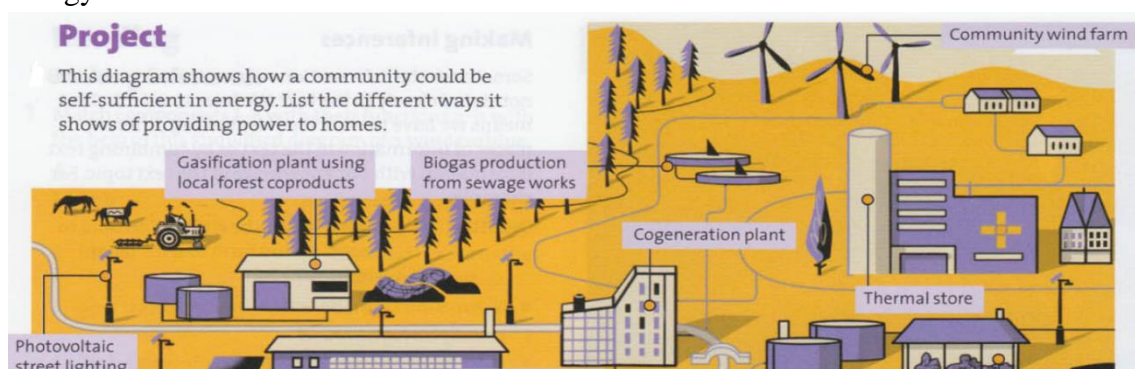 Project
This diagram shows how a community could be
self-sufficient in energy. List the different ways it
shows of providing power to homes.
Community wind farm
Gasification plant using
local forest coproducts
Biogas production
from sewage works
Cogeneration plant
Thermal store
Photovoltaic
street lighting